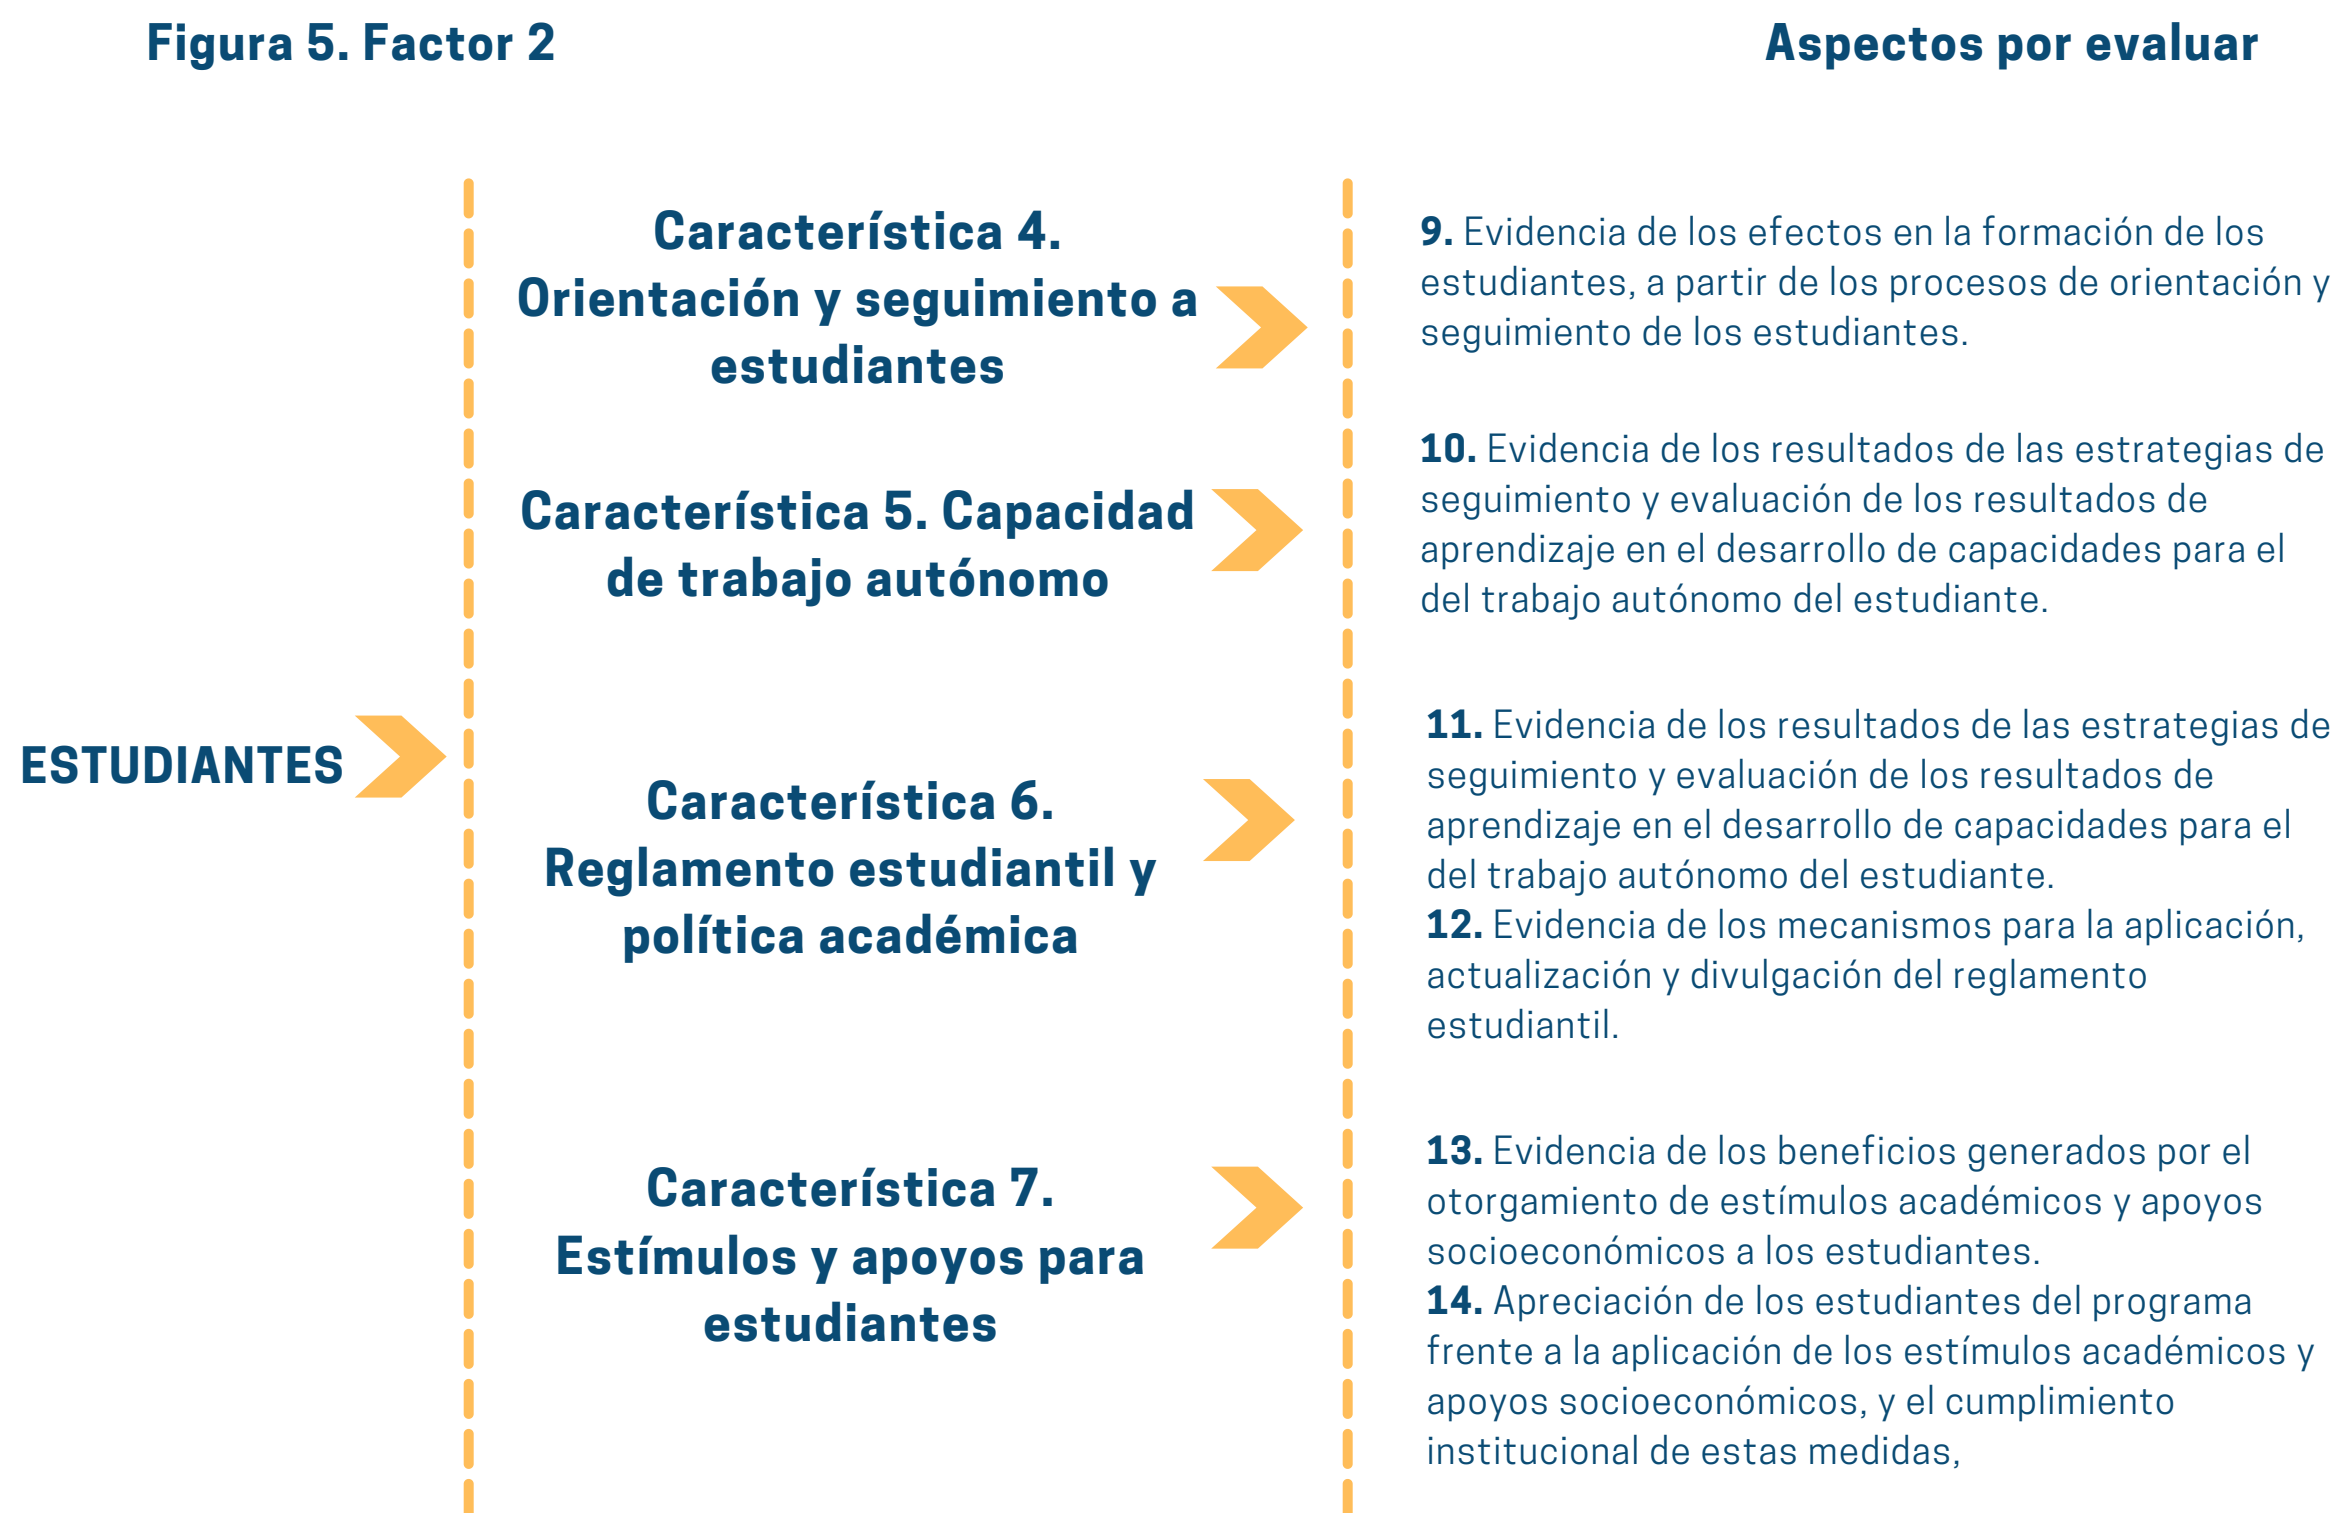 Figura 5. Factor 2
Aspectos por evaluar
ESTUDIANTES
Característica 4.
Orientación y seguimiento a
estudiantes
9. Evidencia de los efectos en la formación de los
estudiantes, a partir de los procesos de orientación y
seguimiento de los estudiantes.
Característica 5. Capacidad
de trabajo autónomo
10. Evidencia de los resultados de las estrategias de
seguimiento y evaluación de los resultados de
aprendizaje en el desarrollo de capacidades para el
del trabajo autónomo del estudiante.
Característica 6.
Reglamento estudiantil y
política académica
11. Evidencia de los resultados de las estrategias de
seguimiento y evaluación de los resultados de
aprendizaje en el desarrollo de capacidades para el
del trabajo autónomo del estudiante.
12. Evidencia de los mecanismos para la aplicación,
actualización y divulgación del reglamento
estudiantil.
Característica 7.
Estímulos y apoyos para
estudiantes
13. Evidencia de los beneficios generados por el
otorgamiento de estímulos académicos y apoyos
socioeconómicos a los estudiantes.
14. Apreciación de los estudiantes del programa
frente a la aplicación de los estímulos académicos y
apoyos socioeconómicos, y el cumplimiento
institucional de estas medidas,